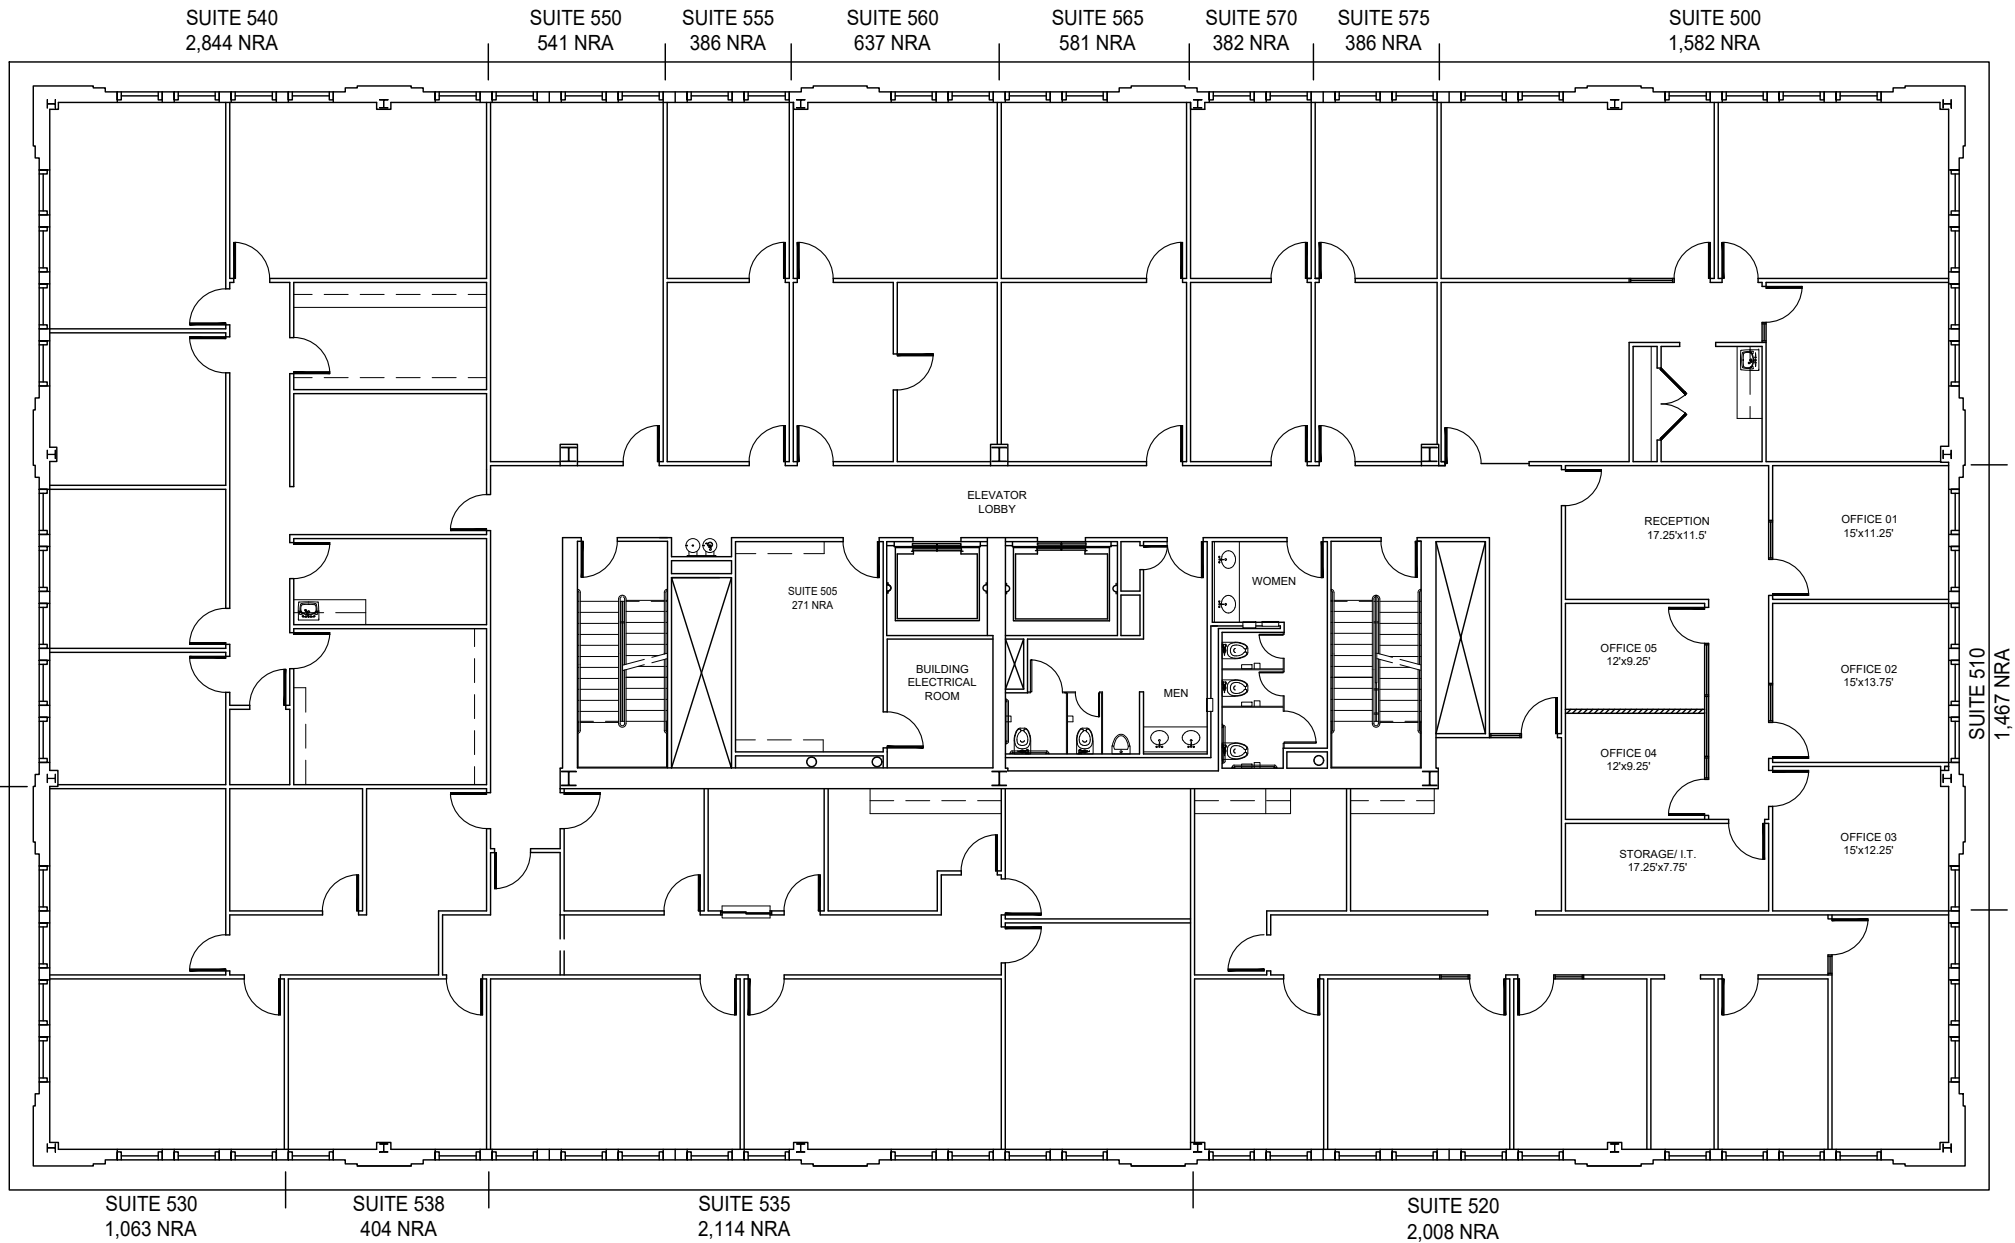 SUITE 540
2,844 NRA
SUITE 550
541 NRA
SUITE 555
386 NRA
SUITE 560
637 NRA
SUITE 565
581 NRA
SUITE 570
382 NRA
SUITE 575
386 NRA
SUITE 500
1,582 NRA
ELEVATOR
LOBBY
RECEPTION
17.25'x11.5'
OFFICE 01
15'x11.25'
SUITE 505
271 NRA
WOMEN
BUILDING
ELECTRICAL
ROOM
MEN
OFFICE 05
12'x9.25'
OFFICE 02
15'x13.75'
SUITE 510
1,467 NRA
OFFICE 04
12'x9.25'
STORAGE/ I.T.
17.25'x7.75'
OFFICE 03
15'x12.25'
SUITE 530
1,063 NRA
SUITE 538
404 NRA
SUITE 535
2,114 NRA
SUITE 520
2,008 NRA